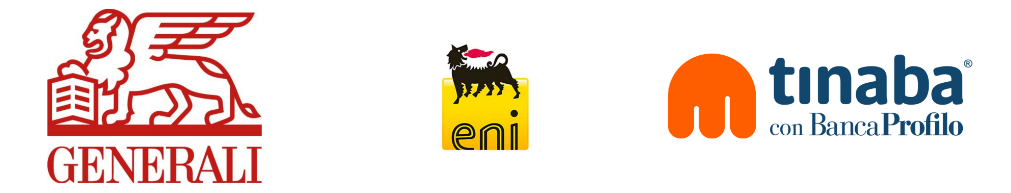 GENERALI
eni
tinaba®
con BancaProfilo